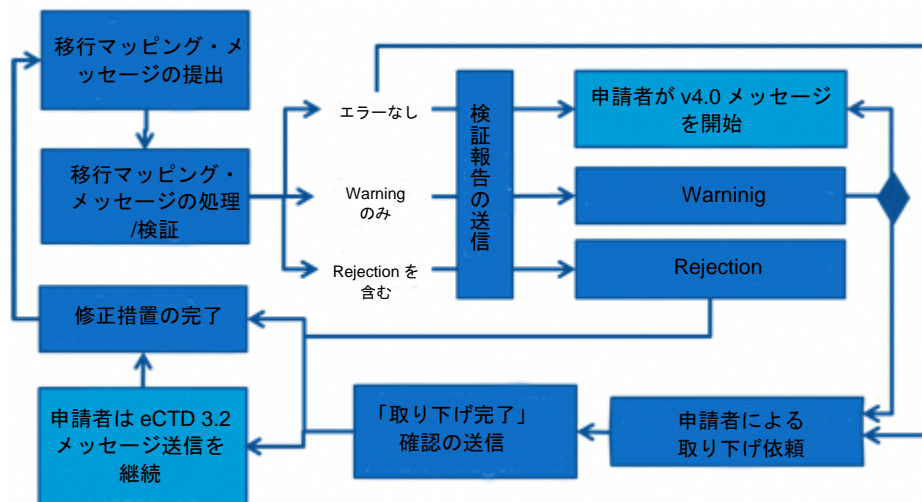 移行マッピング・メ
ッセージの提出
移行マッピング・
メッセージの処理
/検証
エラーなし
Warning
のみ
Rejection を
含む
検証報告の送信
申請者が v4.0 メッセージ
を開始
Warninig
Rejection
修正措置の完了
申請者は eCTD 3.2
メッセージ送信を
継続
「取り下げ完了」
確認の送信
申請者による
取り下げ依頼